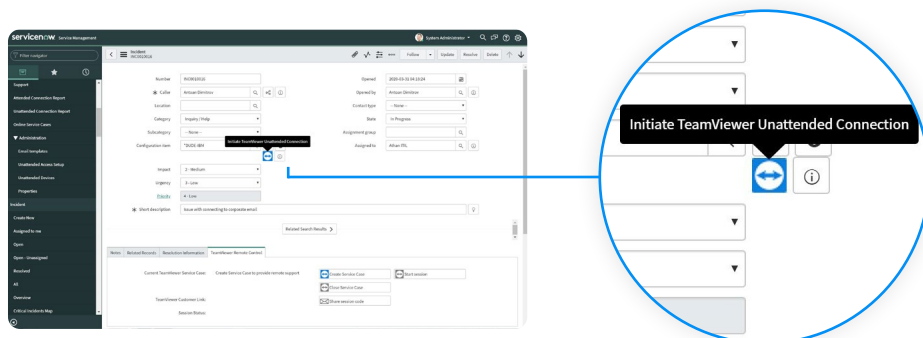 servicenow Service Management
System Administrator
Filter navigator
Incident
INC0010016
Follow
Update
Resolve
Delete
Support
Attended Connection Report
Unattended Connection Report
Online Service Cases
Administration
Email templates
Unattended Access Setup
Unattended Devices
Properties
Incident
Create New
Assigned to me
Open
Open - Unassigned
Resolved
All
Overview
Critical Incidents Map
Number INC0010016
Opened 2020-03-31 04:24:24
Caller Artisan Dimitrov
Opened by Artisan Dimitrov
Location
Contact type -- None --
Category Inquiry / Help
State In Progress
Subcategory -- None --
Assignment group
Initiate TeamViewer Unattended Connection
Configuration item
Assigned to
Impact 2 - Medium
Urgency 3 - Low
Priority 4 - Low
Short description Issue with connecting to corporate email
Related Search Results
Notes
Related Records
Resolution Information
TeamViewer Remote Control
Current TeamViewer Service Case:
Create Service Case to provide remote support
Create Service Case
Start session
Close Service Case
TeamViewer Customer Link:
Share session code
Session Status:
Initiate TeamViewer Unattended Connection